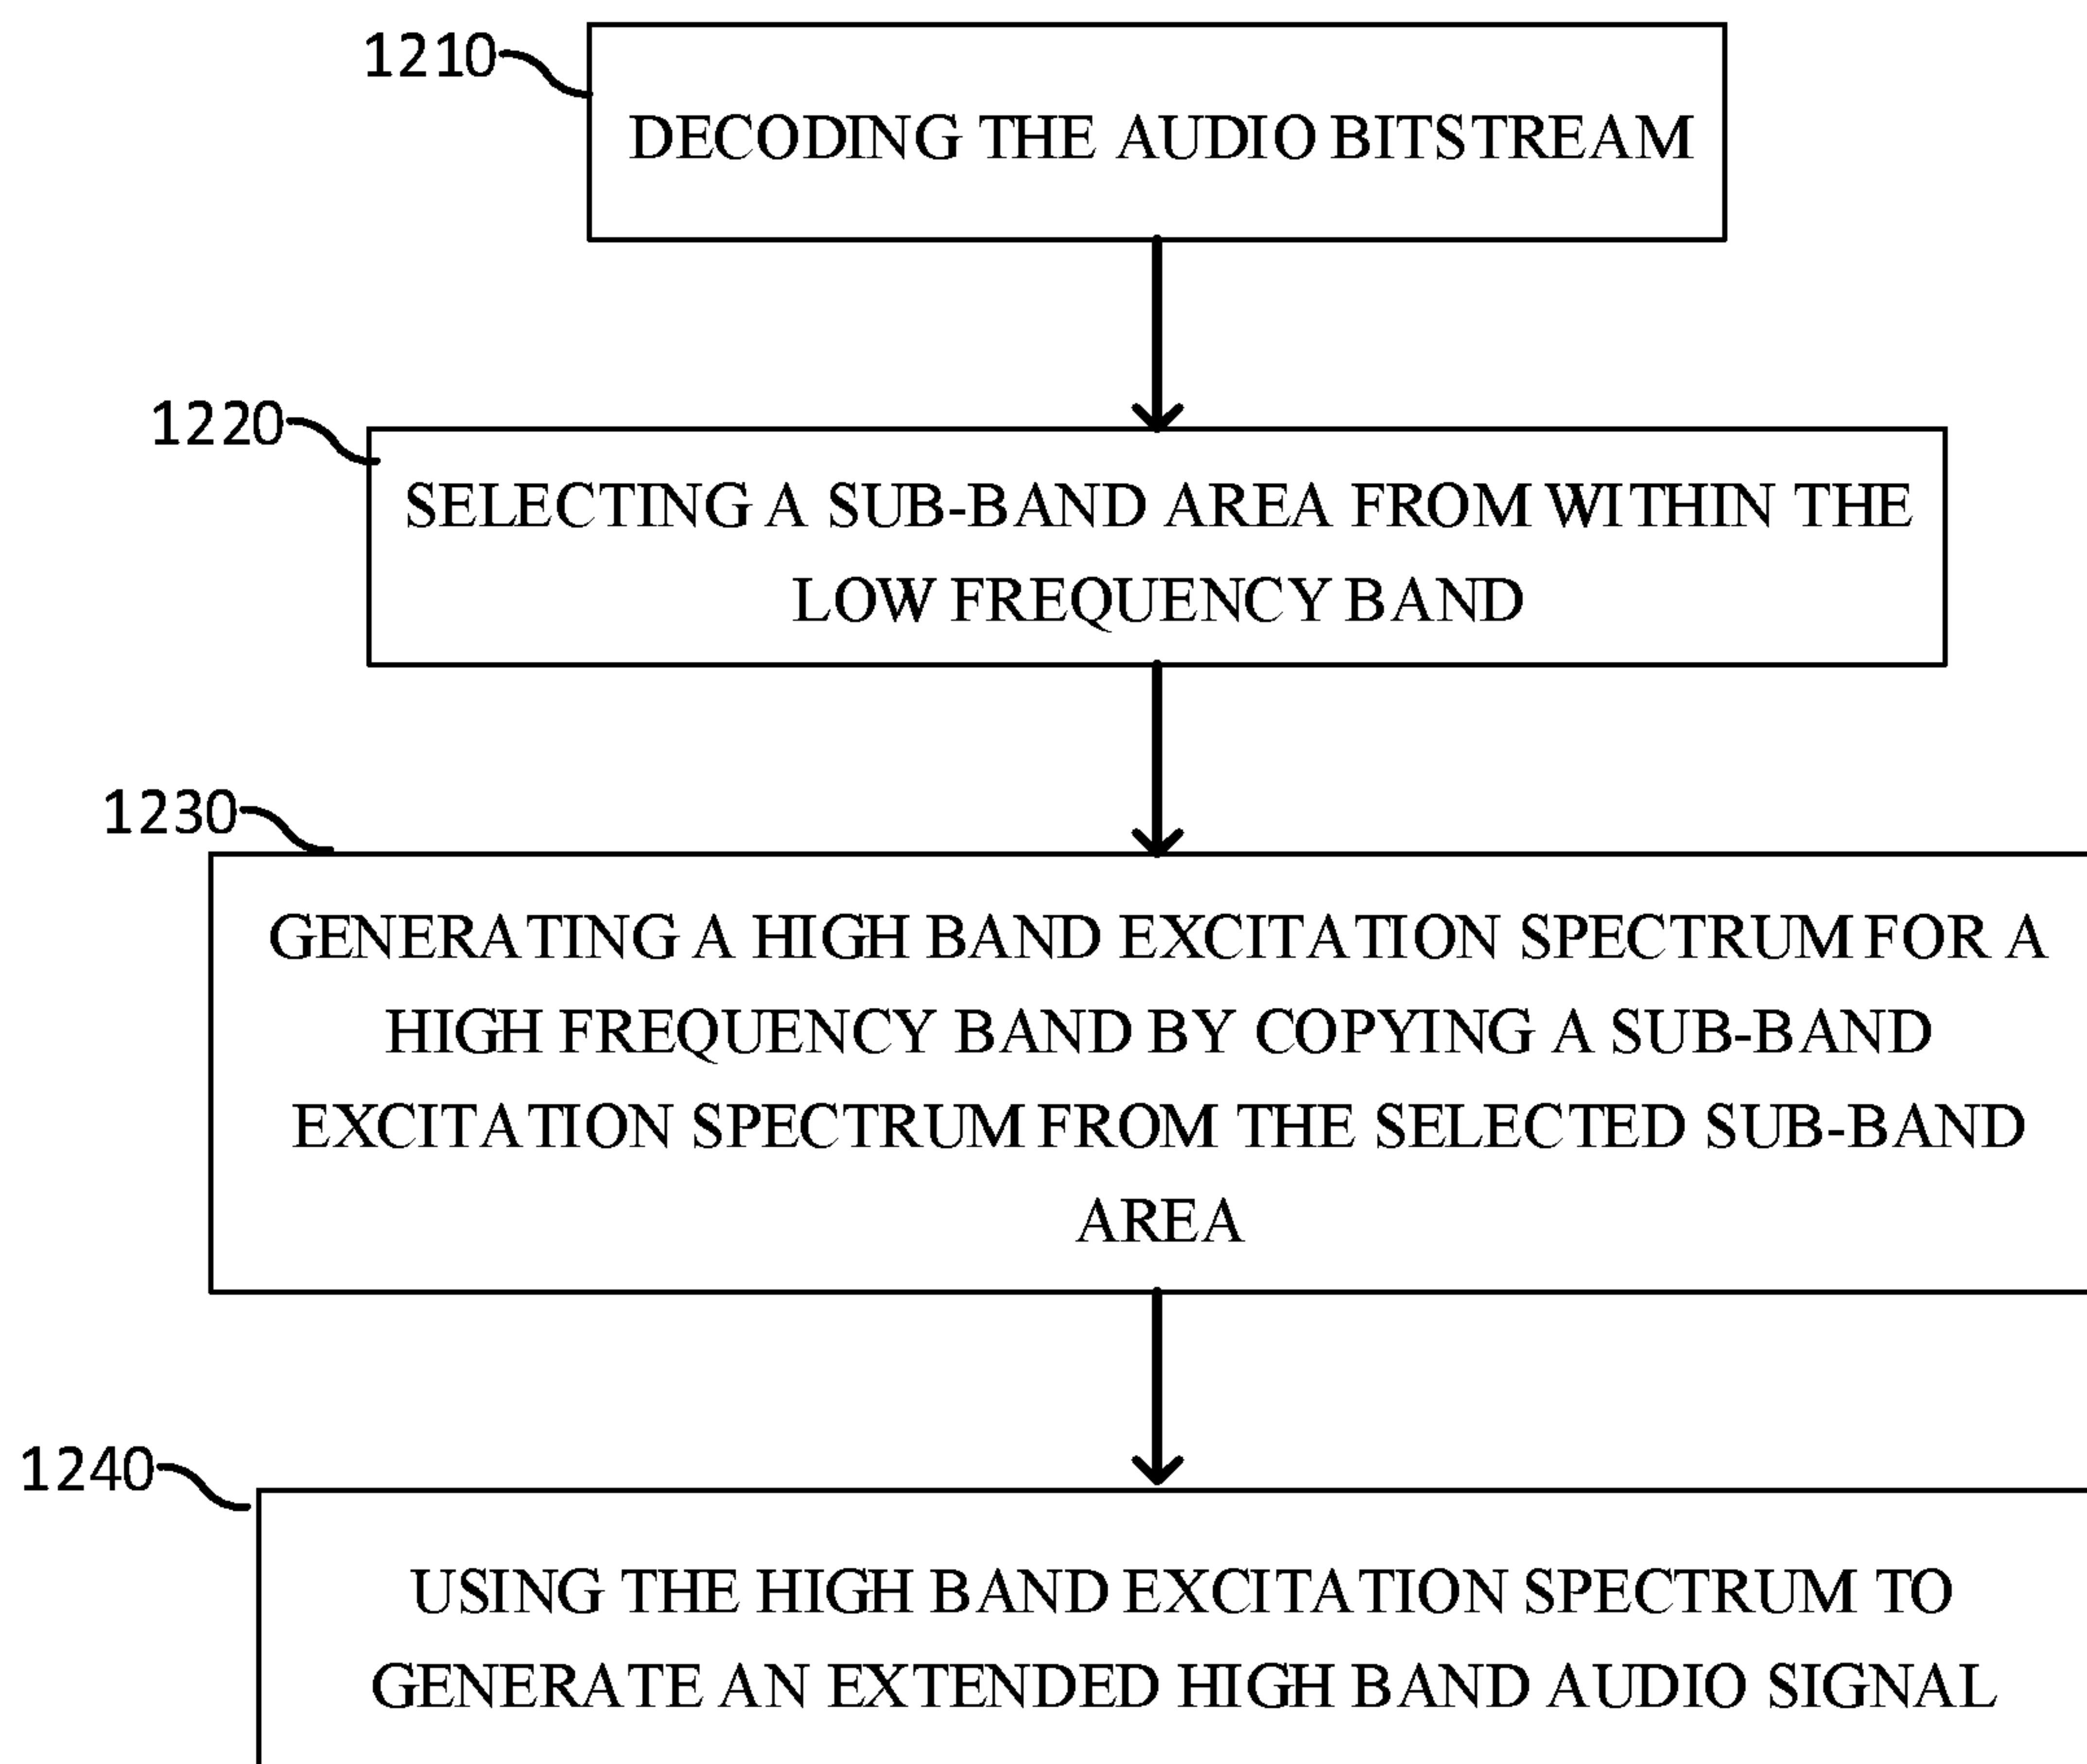 1210
DECODING THE AUDIO BITSTREAM
1220
SELECTING A SUB-BAND AREA FROM WITHIN THE
LOW FREQUENCY BAND
1230
GENERATING A HIGH BAND EXCITATION SPECTRUM FOR A
HIGH FREQUENCY BAND BY COPYING A SUB-BAND
EXCITATION SPECTRUM FROM THE SELECTED SUB-BAND
AREA
1240
USING THE HIGH BAND EXCITATION SPECTRUM TO
GENERATE AN EXTENDED HIGH BAND AUDIO SIGNAL